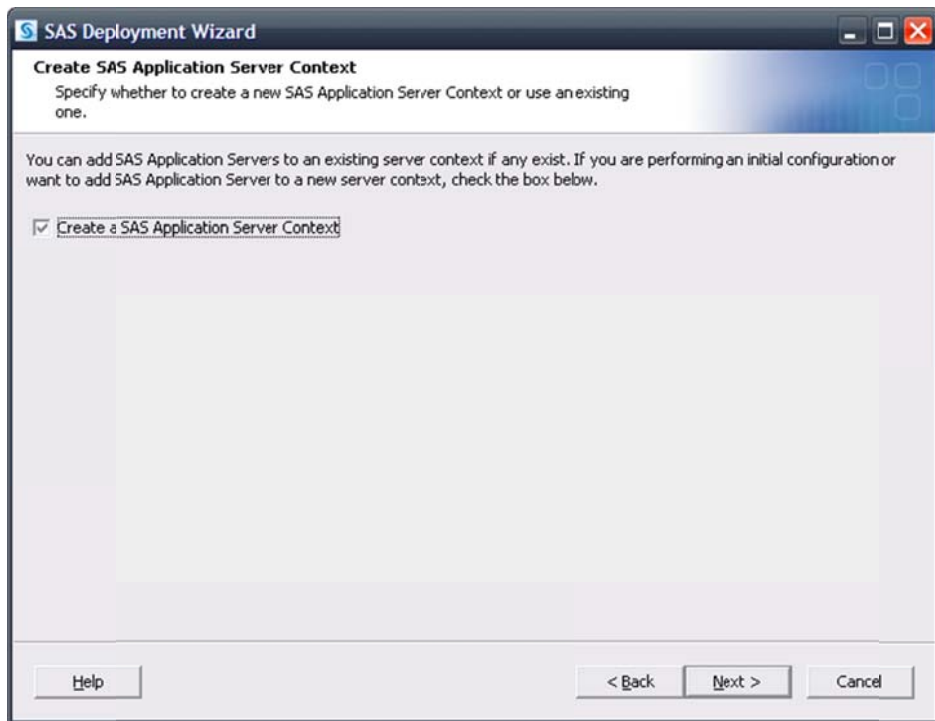 SAS Deployment Wizard
Create SAS Application Server Context
Specify whether to create a new SAS Application Server Context or use an existing
one.
You can add SAS Application Servers to an existing server context if any exist. If you are performing an initial configuration or
want to add SAS Application Server to a new server context, check the box below.
Create a SAS Application Server Context
Help
< Back
Next >
Cancel